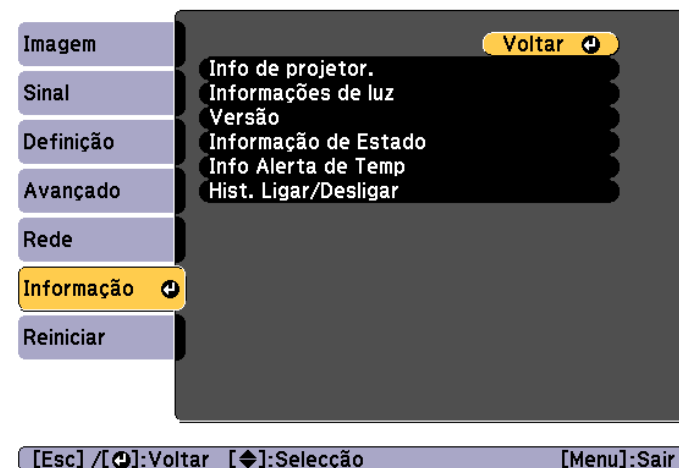 Imagem
Sinal
Definição
Avançado
Rede
Informação
Reiniciar
Voltar
Info de projetor.
Informações de luz
Versão
Informação de Estado
Info Alerta de Temp
Hist. Ligar/Desligar
[Esc] /[]:Voltar []:Selecção [Menu]:Sair